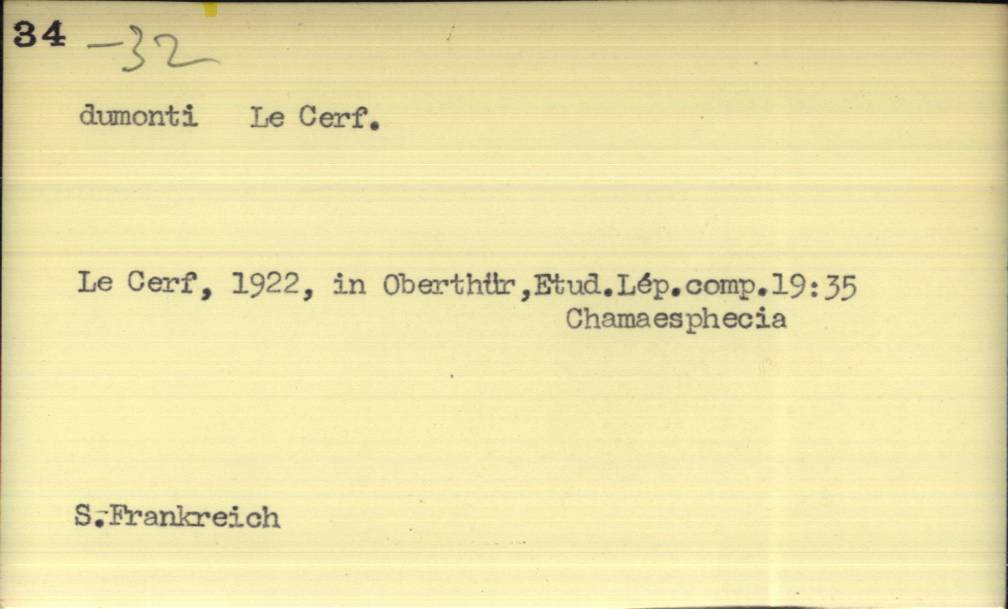 34 -32
dumonti Le Cerf.
Le Cerf, 1922, in Oberthür,Etud.Lép.comp.19:35
Chamaesphecia
S.-Frankreich